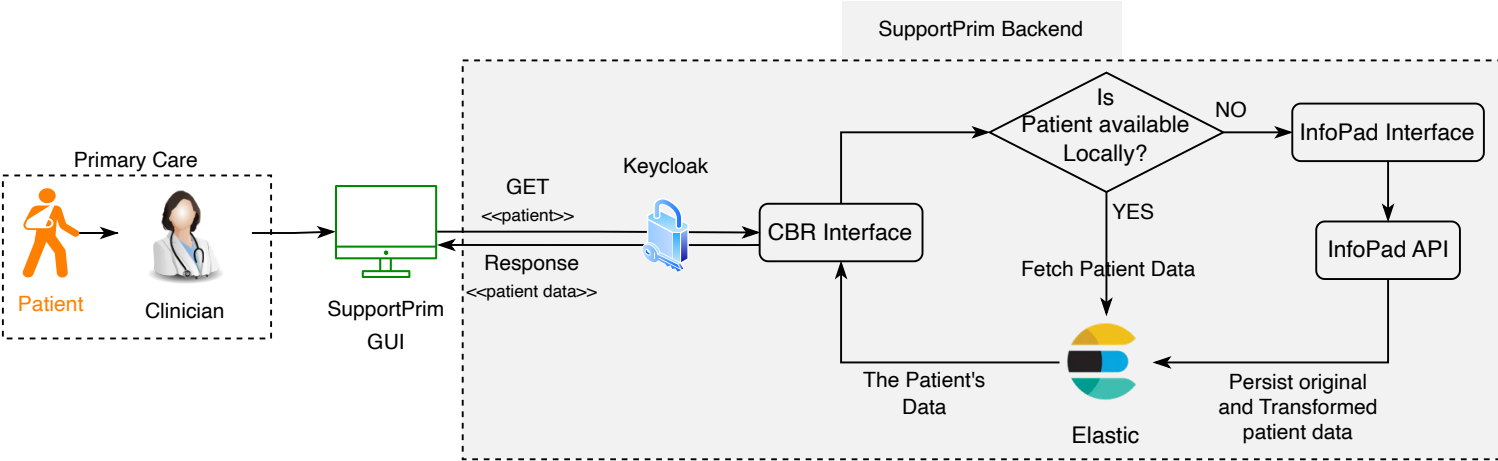 SupportPrim Backend
Primary Care
Patient
Clinician
SupportPrim
GUI
GET
<<patient>>
Response
<<patient data>>
Keycloak
CBR Interface
Is
Patient available
Locally?
NO
YES
InfoPad Interface
InfoPad API
Fetch Patient Data
The Patient's
Data
Elastic
Persist original
and Transformed
patient data